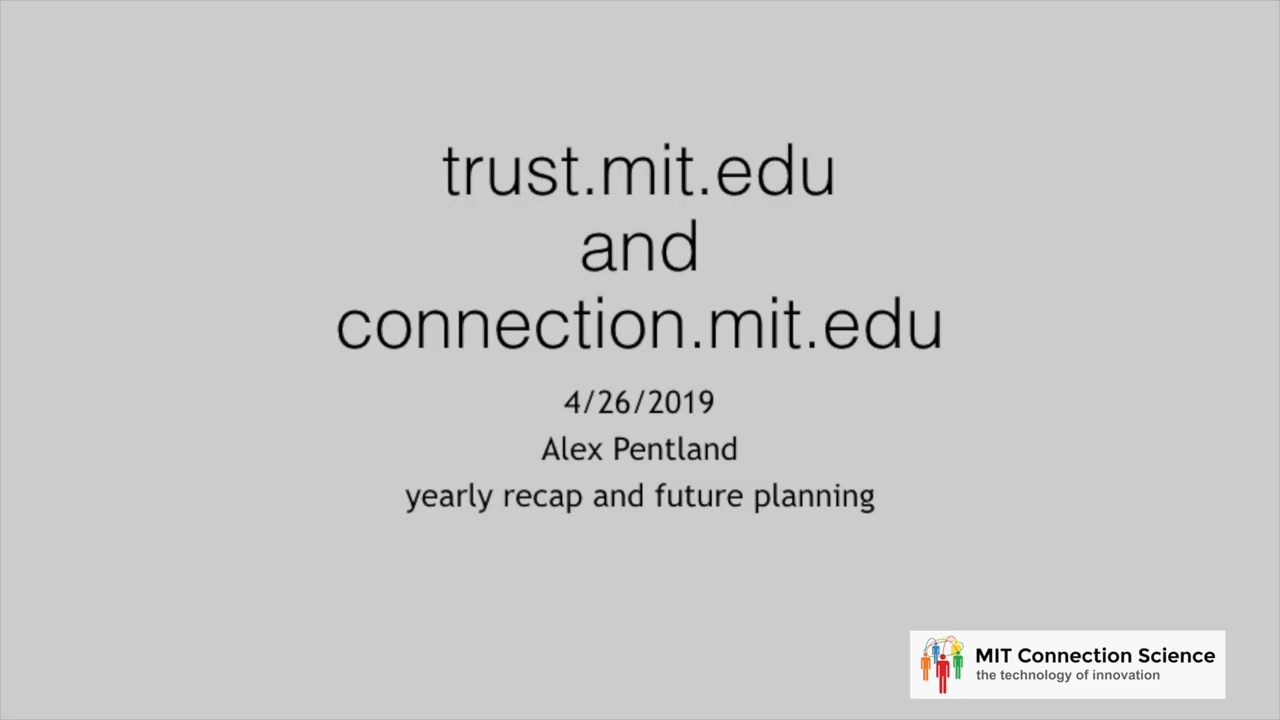 trust.mit.edu
and
connection.mit.edu
4/26/2019
Alex Pentland
yearly recap and future planning
MIT Connection Science
the technology of innovation